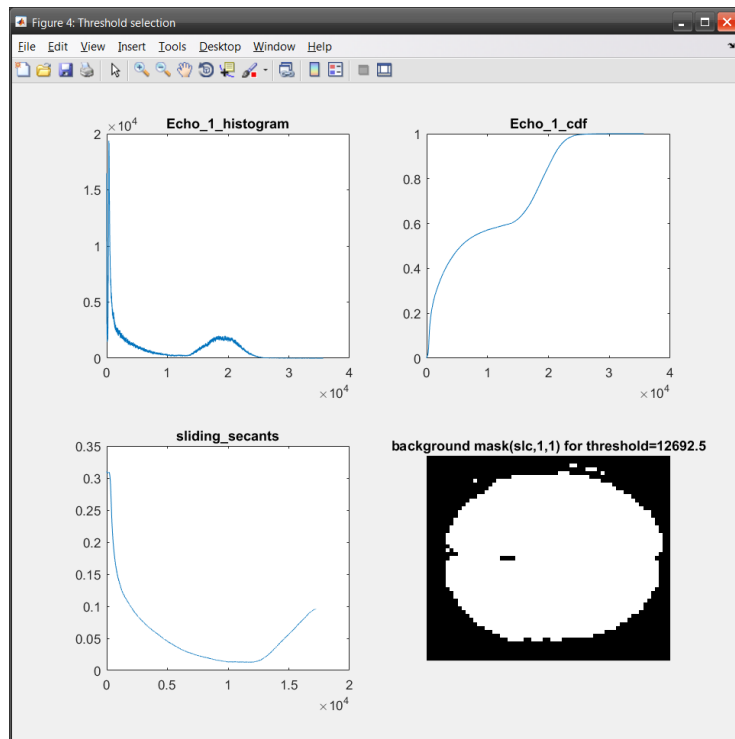 Figure 4: Threshold selection
File Edit View Insert Tools Desktop Window Help
Echo_1_histogram
×10^4
2
1.5
1
0.5
0
0 1 2 3 4
×10^4
Echo_1_cdf
1
0.8
0.6
0.4
0.2
0
0 1 2 3 4
×10^4
sliding_secants
0.35
0.3
0.25
0.2
0.15
0.1
0.05
0
0 0.5 1 1.5 2
×10^4
background mask(slc,1,1) for threshold=12692.5